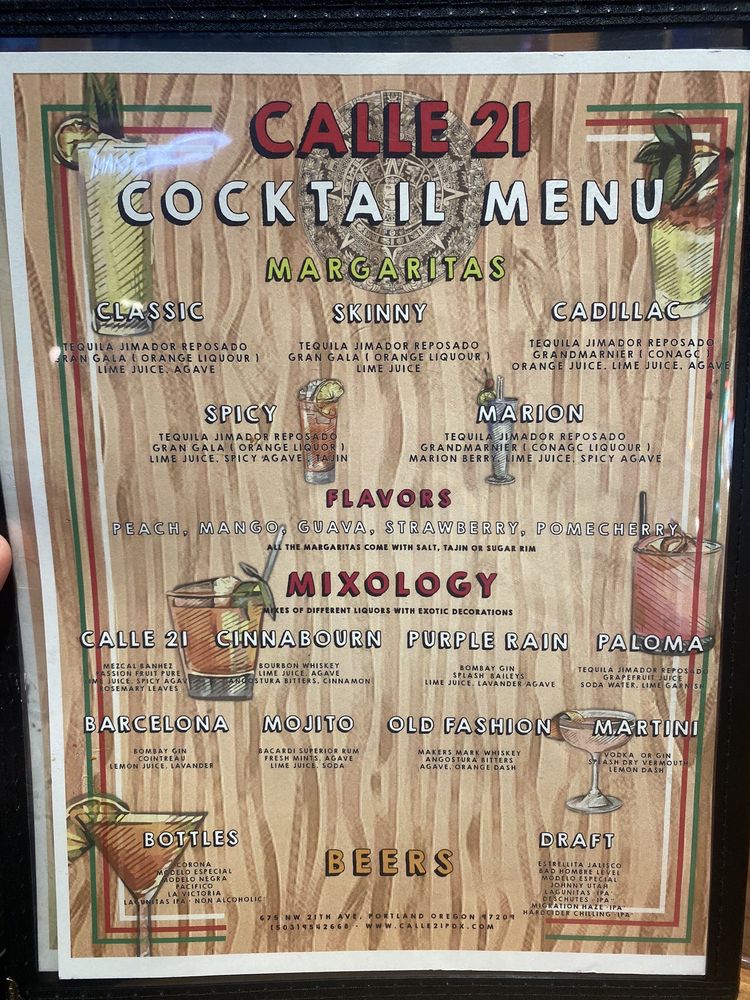 CALLE 21
COCKTAIL MENU
MARGARITAS
CLASSIC
TEQUILA JIMADOR REPOSADO
GRAN GALA ( ORANGE LIQUOUR )
LIME JUICE, AGAVE
SKINNY
TEQUILA JIMADOR REPOSADO
GRAN GALA ( ORANGE LIQUOUR )
LIME JUICE
CADILLAC
TEQUILA JIMADOR REPOSADO
GRANDMARNIER ( CONAGC )
ORANGE JUICE. LIME JUICE, AGAVE
SPICY
TEQUILA JIMADOR REPOSADO
GRAN GALA ( ORANGE LIQUOR )
LIME JUICE, SPICY AGAVE, TAJIN
MARION
TEQUILA JIMADOR REPOSADO
GRANDMARNIER ( CONAGC LIQUOUR )
MARION BERRY, LIME JUICE, SPICY AGAVE
FLAVORS
PEACH, MANGO, GUAVA, STRAWBERRY, POMECHERRY
ALL THE MARGARITAS COME WITH SALT, TAJIN OR SUGAR RIM
MIXOLOGY
MIXES OF DIFFERENT LIQUORS WITH EXOTIC DECORATIONS
CALLE 21
MEZCAL BANHEZ
PASSION FRUIT PURE
LIME JUICE, SPICY AGAVE
ROSEMARY LEAVES
CINNABOURN
BOURBON WHISKEY
LIME JUICE, AGAVE
ANGOSTURA BITTERS, CINNAMON
PURPLE RAIN
BOMBAY GIN
SPLASH BAILEYS
LIME JUICE, LAVANDER AGAVE
PALOMA
TEQUILA JIMADOR REPOSADO
GRAPEFRUIT JUICE
SODA WATER, LIME GARNISH
BARCELONA
BOMBAY GIN
COINTREAU
LEMON JUICE, LAVANDER
MOJITO
BACARDI SUPERIOR RUM
FRESH MINTS, AGAVE
LIME JUICE, SODA
OLD FASHION
MAKERS MARK WHISKEY
ANGOSTURA BITTERS
AGAVE, ORANGE DASH
MARTINI
VODKA OR GIN
SPLASH DRY VERMOUTH
LEMON DASH
BEERS
BOTTLES
CORONA
MODELO ESPECIAL
MODELO NEGRA
PACIFICO
LA VICTORIA
LAGUNITAS IPA - NON ALCOHOLIC
DRAFT
ESTRELLITA JALISCO
BAD HOMBRE LEVEL
MODELO ESPECIAL
JOHNNY UTAH
LAGUNITAS -IPA-
DESCHUTES -IPA-
MIGRATION HAZE -IPA-
HARDCIDER CHILLING -IPA-
675 NW 21TH AVE, PORTLAND OREGON 97209
(503)9542668 - WWW.CALLE21PDX.COM